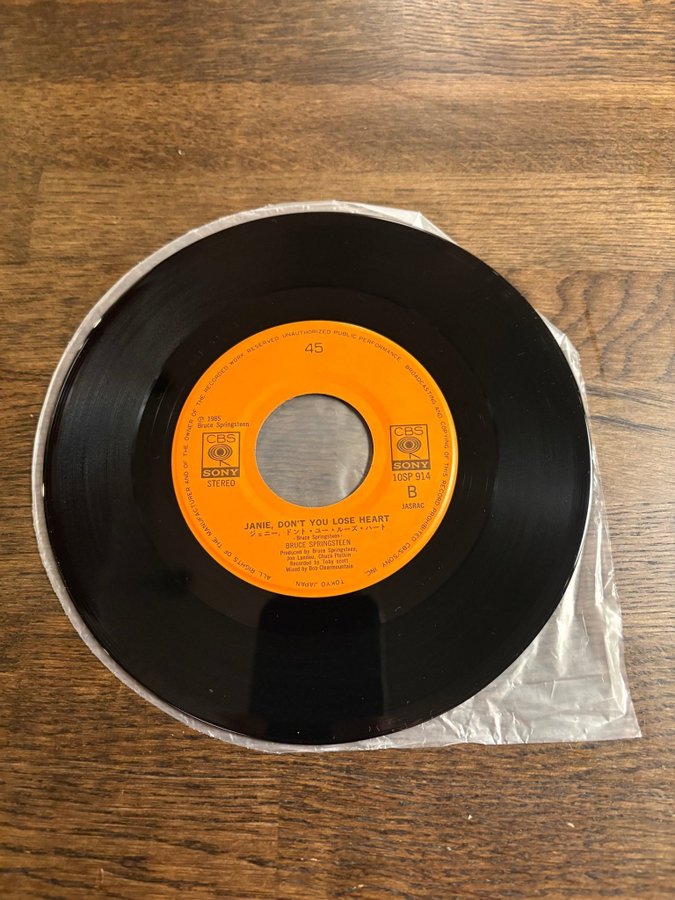 ALL RIGHTS OF THE MANUFACTURER AND OF THE OWNER OF THE RECORDED WORK RESERVED. UNAUTHORIZED PUBLIC PERFORMANCE, BROADCASTING AND COPYING OF THIS RECORD PROHIBITED CBS/SONY INC. TOKYO JAPAN
45
℗ 1985
Bruce Springsteen
CBS
SONY
STEREO
CBS
SONY
10SP 914
B
JASRAC
JANIE, DON'T YOU LOSE HEART
ジェニー, ドント・ユー・ルーズ・ハート
-Bruce Springsteen-
BRUCE SPRINGSTEEN
Produced by Bruce Springsteen,
Jon Landau, Chuck Plotkin
Recorded by Toby scott
Mixed by Bob Clearmountain